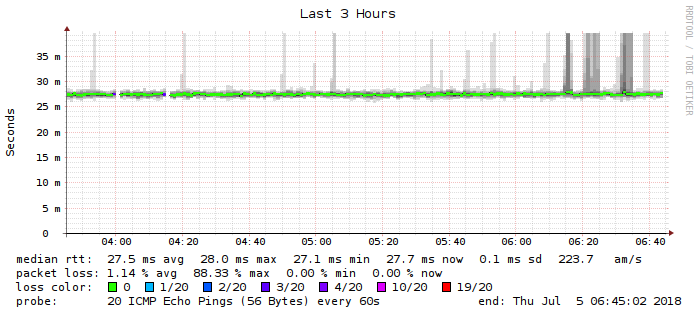 Last 3 Hours
RRDTOOL / TOBI OETIKER
Seconds
35 m
30 m
25 m
20 m
15 m
10 m
5 m
0
04:00 04:20 04:40 05:00 05:20 05:40 06:00 06:20 06:40
median rtt: 27.5 ms avg 28.0 ms max 27.1 ms min 27.7 ms now 0.1 ms sd 223.7 am/s
packet loss: 1.14 % avg 88.33 % max 0.00 % min 0.00 % now
loss color: 0 1/20 2/20 3/20 4/20 10/20 19/20
probe: 20 ICMP Echo Pings (56 Bytes) every 60s end: Thu Jul 5 06:45:02 2018